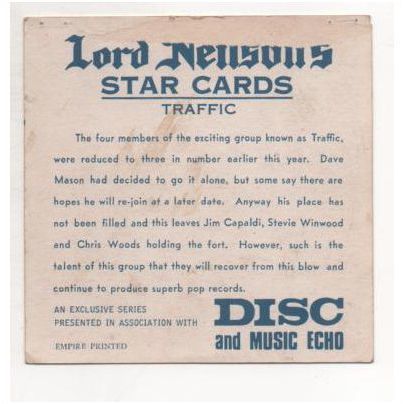 Lord Neilsons
STAR CARDS
TRAFFIC
The four members of the exciting group known as Traffic,
were reduced to three in number earlier this year. Dave
Mason had decided to go it alone, but some say there are
hopes he will re-join at a later date. Anyway his place has
not been filled and this leaves Jim Capaldi, Stevie Winwood
and Chris Woods holding the fort. However, such is the
talent of this group that they will recover from this blow and
continue to produce superb pop records.
AN EXCLUSIVE SERIES
PRESENTED IN ASSOCIATION WITH
DISC
and MUSIC ECHO
EMPIRE PRINTED